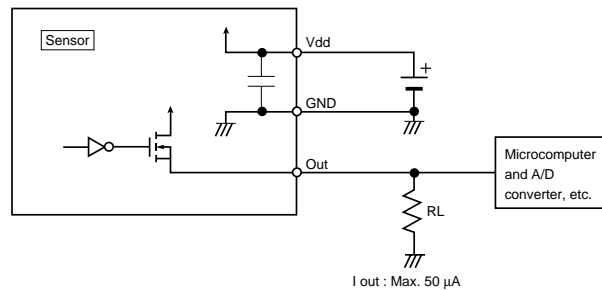 Sensor
Vdd
+
GND
Out
Microcomputer
and A/D
converter, etc.
RL
I out : Max. 50 μA